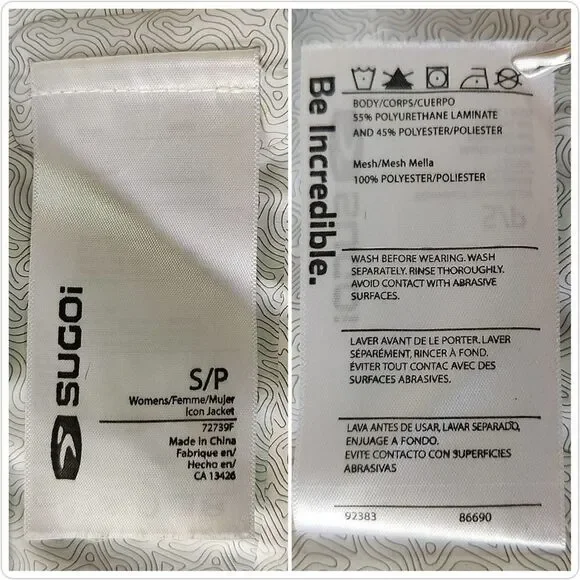 SUGOi
S/P
Womens/Femme/Mujer
Icon Jacket
72739F
Made In China
Fabrique en/
Hecho en/
CA 13426
Be Incredible.
BODY/CORPS/CUERPO
55% POLYURETHANE LAMINATE
AND 45% POLYESTER/POLIESTER
Mesh/Mesh Mella
100% POLYESTER/POLIESTER
WASH BEFORE WEARING. WASH
SEPARATELY. RINSE THOROUGHLY.
AVOID CONTACT WITH ABRASIVE
SURFACES.
LAVER AVANT DE LE PORTER. LAVER
SÉPARÉMENT, RINCER À FOND.
ÉVITER TOUT CONTAC AVEC DES
SURFACES ABRASIVES.
LAVA ANTES DE USAR, LAVAR SEPARADO,
ENJUAGE A FONDO.
EVITE CONTACTO CON SUPERFICIES
ABRASIVAS
92383 86690